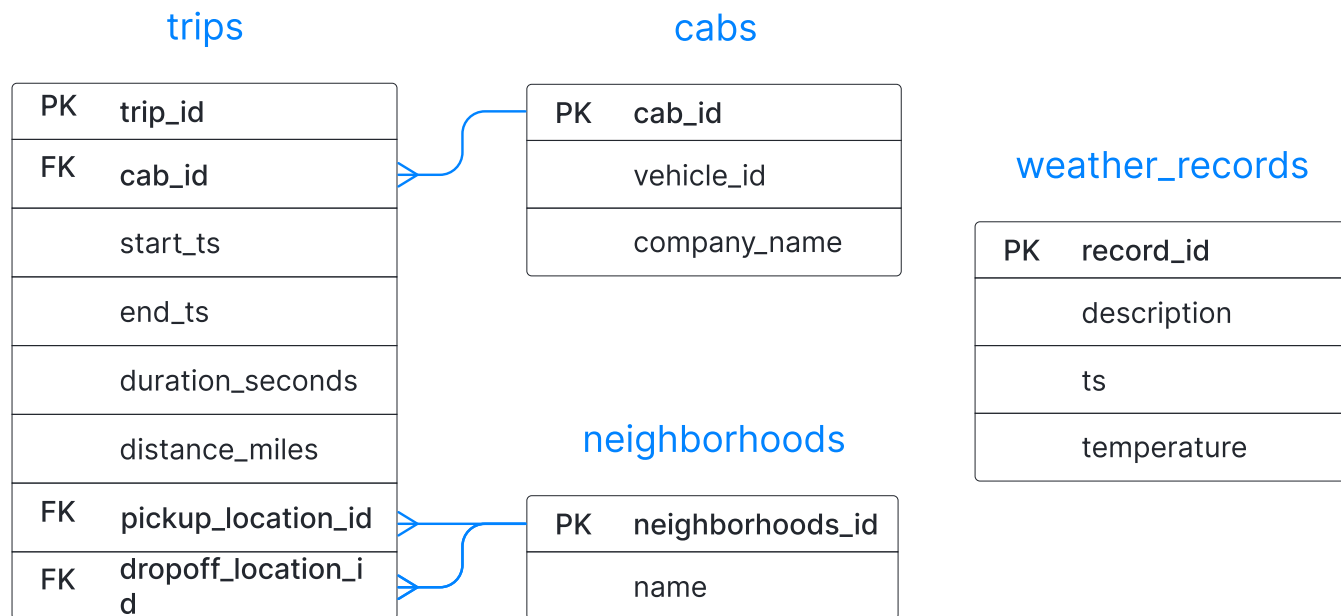 trips
PK trip_id
FK cab_id
start_ts
end_ts
duration_seconds
distance_miles
FK pickup_location_id
FK dropoff_location_i
d
cabs
PK cab_id
vehicle_id
company_name
neighborhoods
PK neighborhoods_id
name
weather_records
PK record_id
description
ts
temperature